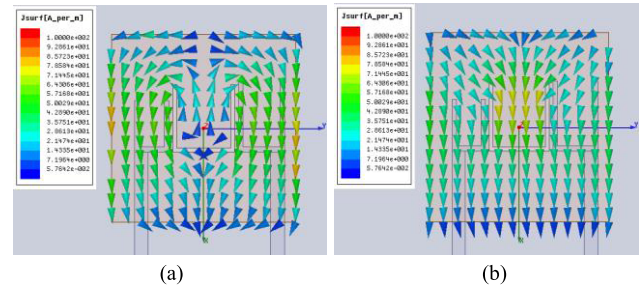 Jsurf[A_per_m]
1.0000e+002
9.2861e+001
8.5723e+001
7.8584e+001
7.1445e+001
6.4306e+001
5.7168e+001
5.0029e+001
4.2890e+001
3.5751e+001
2.8613e+001
2.1474e+001
1.4335e+001
7.1964e+000
5.7642e-002
Y
X
(a)
Jsurf[A_per_m]
1.0000e+002
9.2861e+001
8.5723e+001
7.8584e+001
7.1445e+001
6.4306e+001
5.7168e+001
5.0029e+001
4.2890e+001
3.5751e+001
2.8613e+001
2.1474e+001
1.4335e+001
7.1964e+000
5.7642e-002
Y
X
(b)